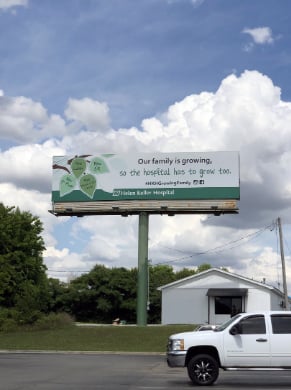 Our family is growing,
so the hospital has to grow too.
#HKHGrowingFamily
Helen Keller Hospital